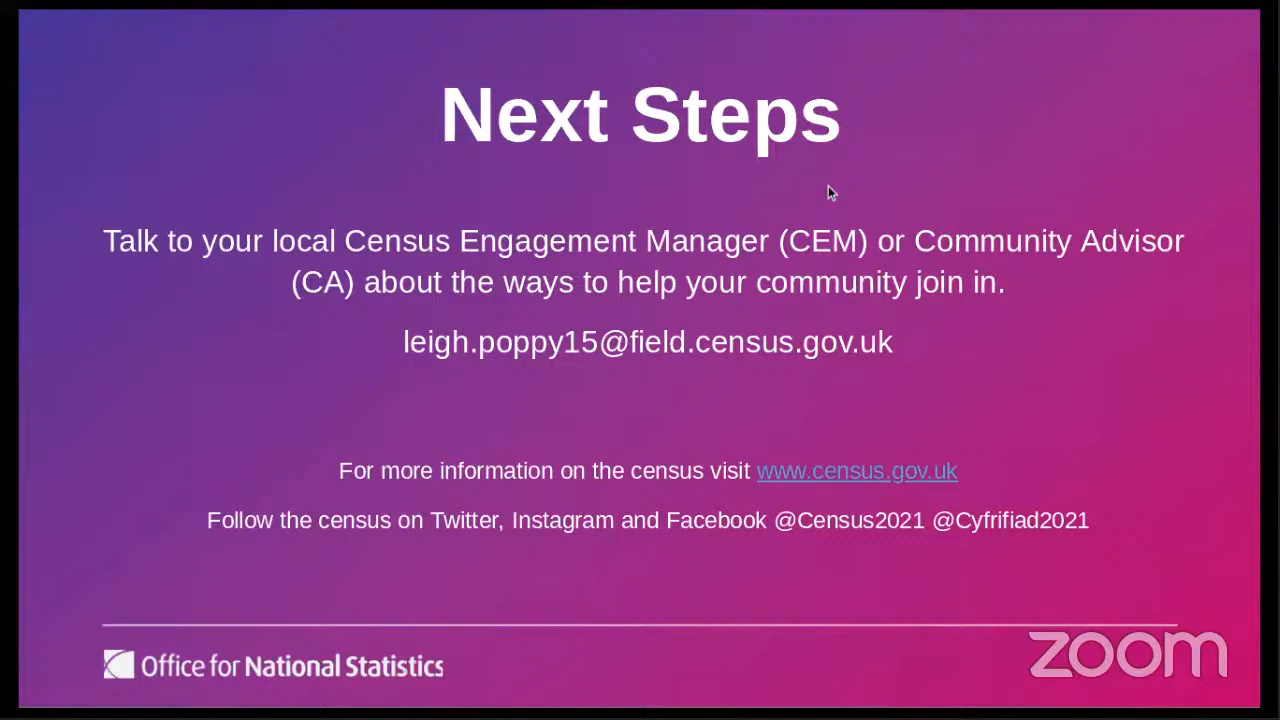 Next Steps
Talk to your local Census Engagement Manager (CEM) or Community Advisor
(CA) about the ways to help your community join in.
leigh.poppy15@field.census.gov.uk
For more information on the census visit www.census.gov.uk
Follow the census on Twitter, Instagram and Facebook @Census2021 @Cyfrifiad2021
Office for National Statistics
zoom